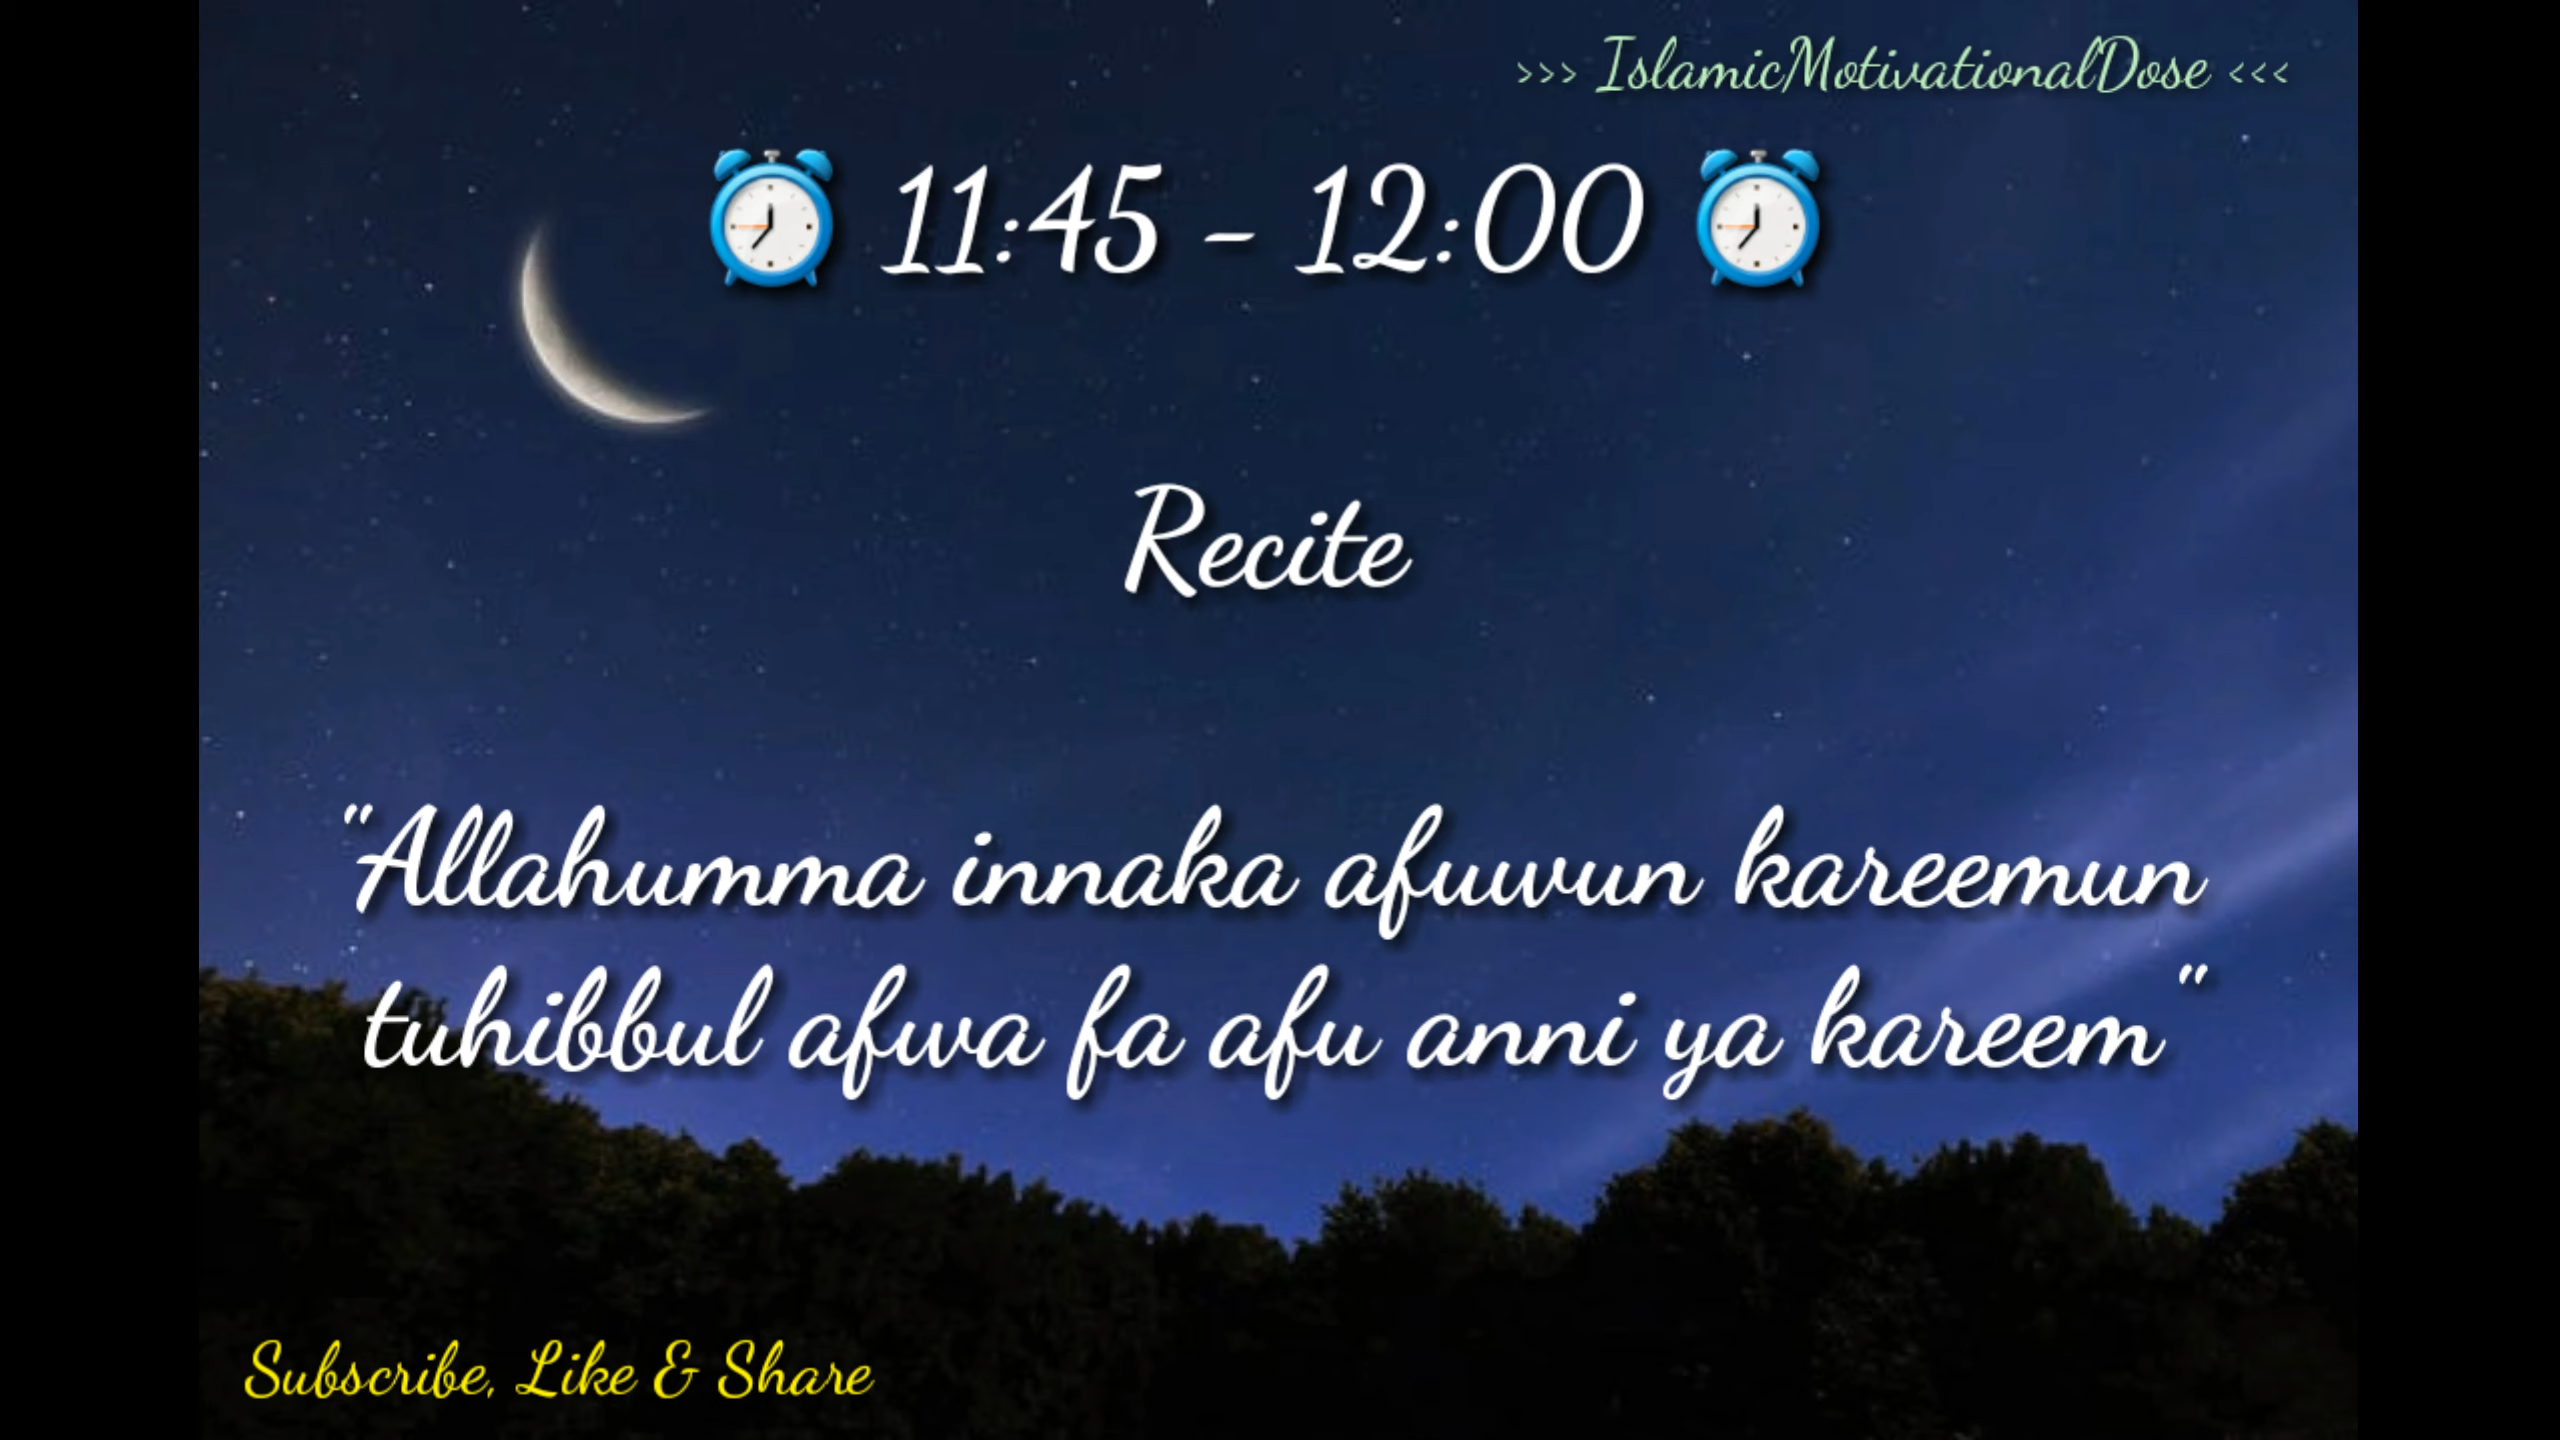 >>> IslamicMotivationalDose <<<
⏰ 11:45 - 12:00 ⏰
Recite
"Allahumma innaka afuwun kareemun
tuhibbul afwa fa afu anni ya kareem"
Subscribe, Like & Share